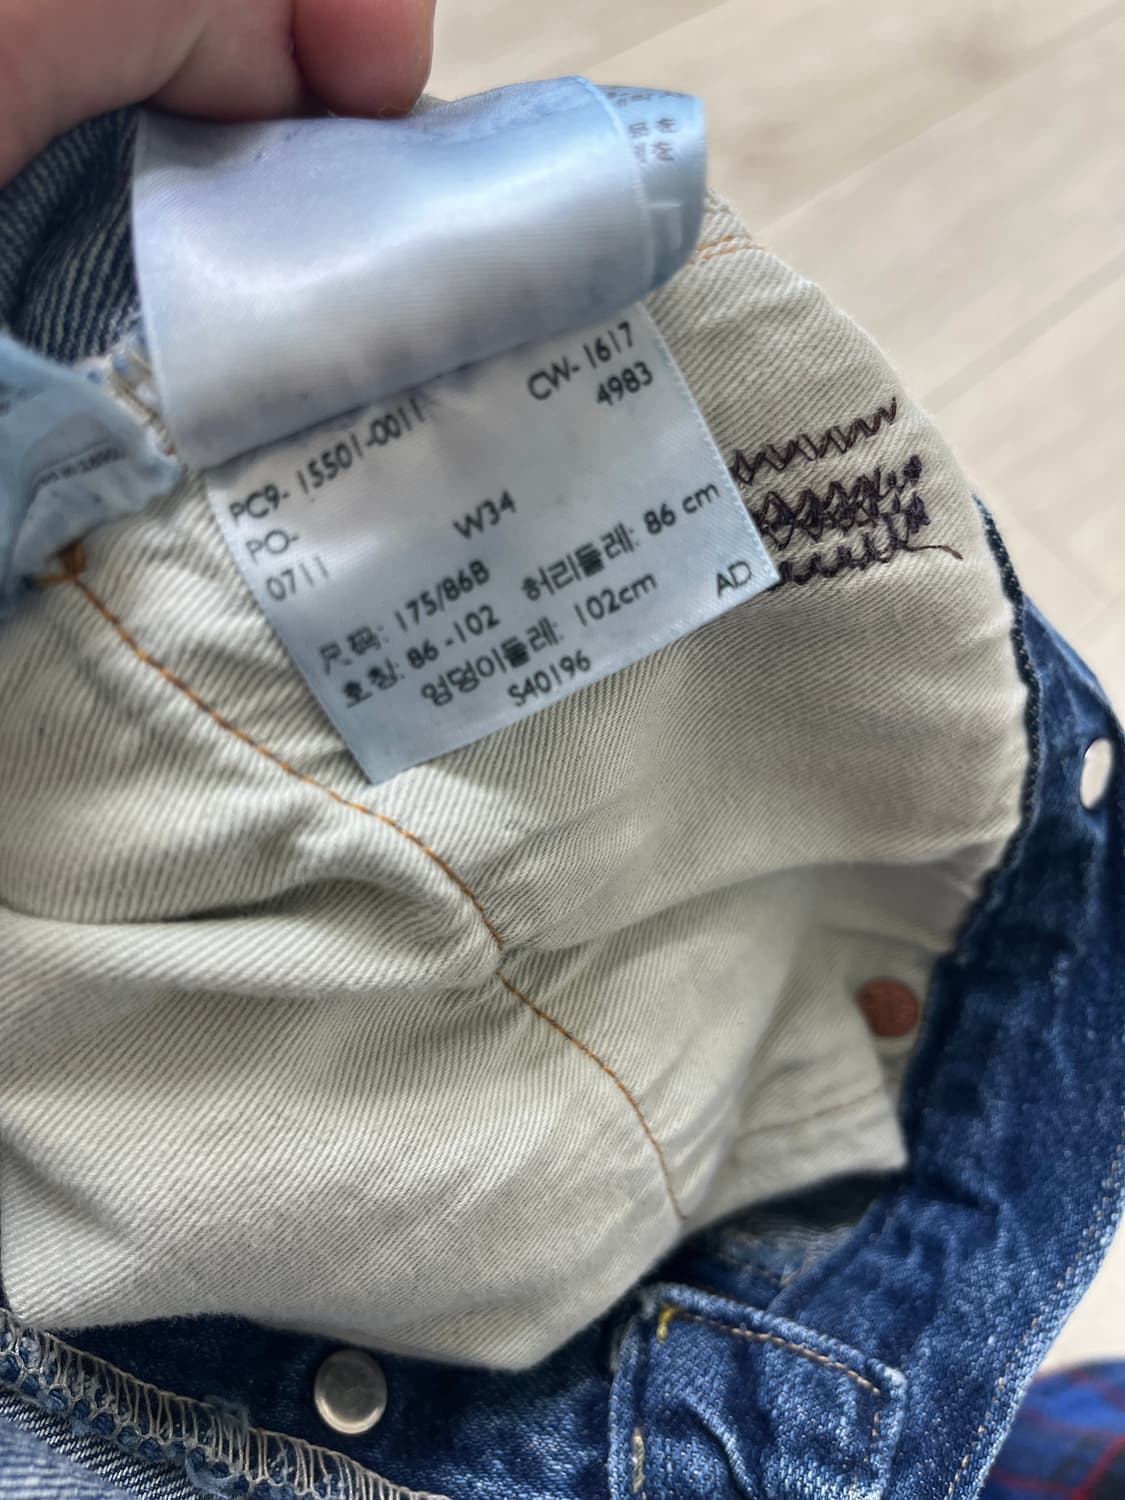 CW-1617
4983
PC9-15501-0011
PO-
0711
W34
尺码: 175/86B
허리둘레: 86 cm
호칭: 86-102
엉덩이둘레: 102cm
AD
S40196